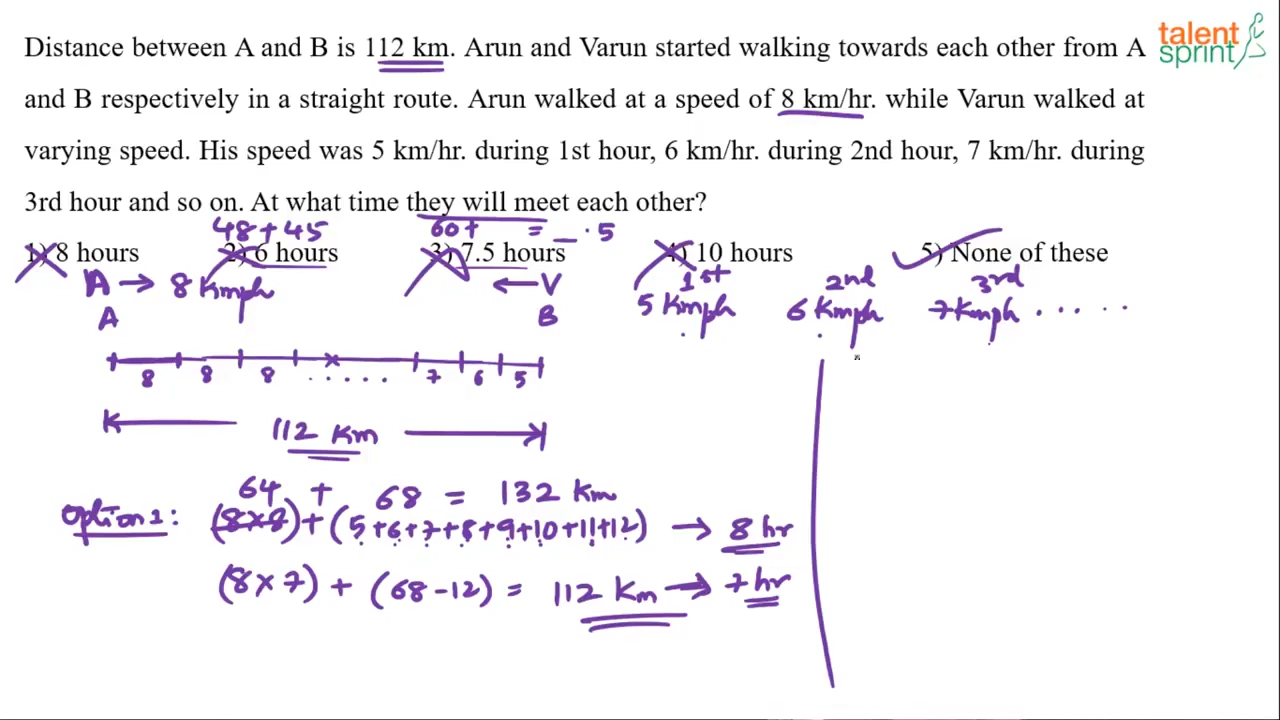 talent
sprint
Distance between A and B is 112 km. Arun and Varun started walking towards each other from A
and B respectively in a straight route. Arun walked at a speed of 8 km/hr. while Varun walked at
varying speed. His speed was 5 km/hr. during 1st hour, 6 km/hr. during 2nd hour, 7 km/hr. during
3rd hour and so on. At what time they will meet each other?
48+45 60+ = _ .5
1) 8 hours 2) 6 hours 3) 7.5 hours 4) 10 hours 5) None of these
A → 8 Kmph ← V 1st 2nd 3rd
A B 5 Kmph 6 Kmph 7 Kmph . . . . .
8 8 8 . . . . . . 7 6 5
112 Km
64 + 68 = 132 Km
Option 1: (8×8) + (5+6+7+8+9+10+11+12) → 8 hr
(8×7) + (68-12) = 112 Km → 7 hr